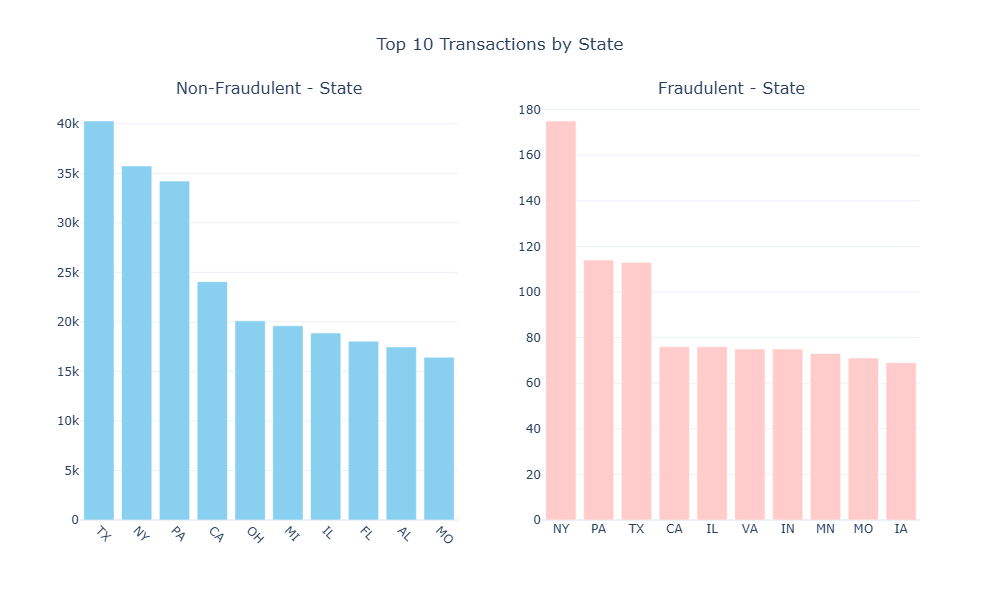 Top 10 Transactions by State
Non-Fraudulent - State
40k
35k
30k
25k
20k
15k
10k
5k
0
TX NY PA CA OH MI IL FL AL MO
Fraudulent - State
180
160
140
120
100
80
60
40
20
0
NY PA TX CA IL VA IN MN MO IA